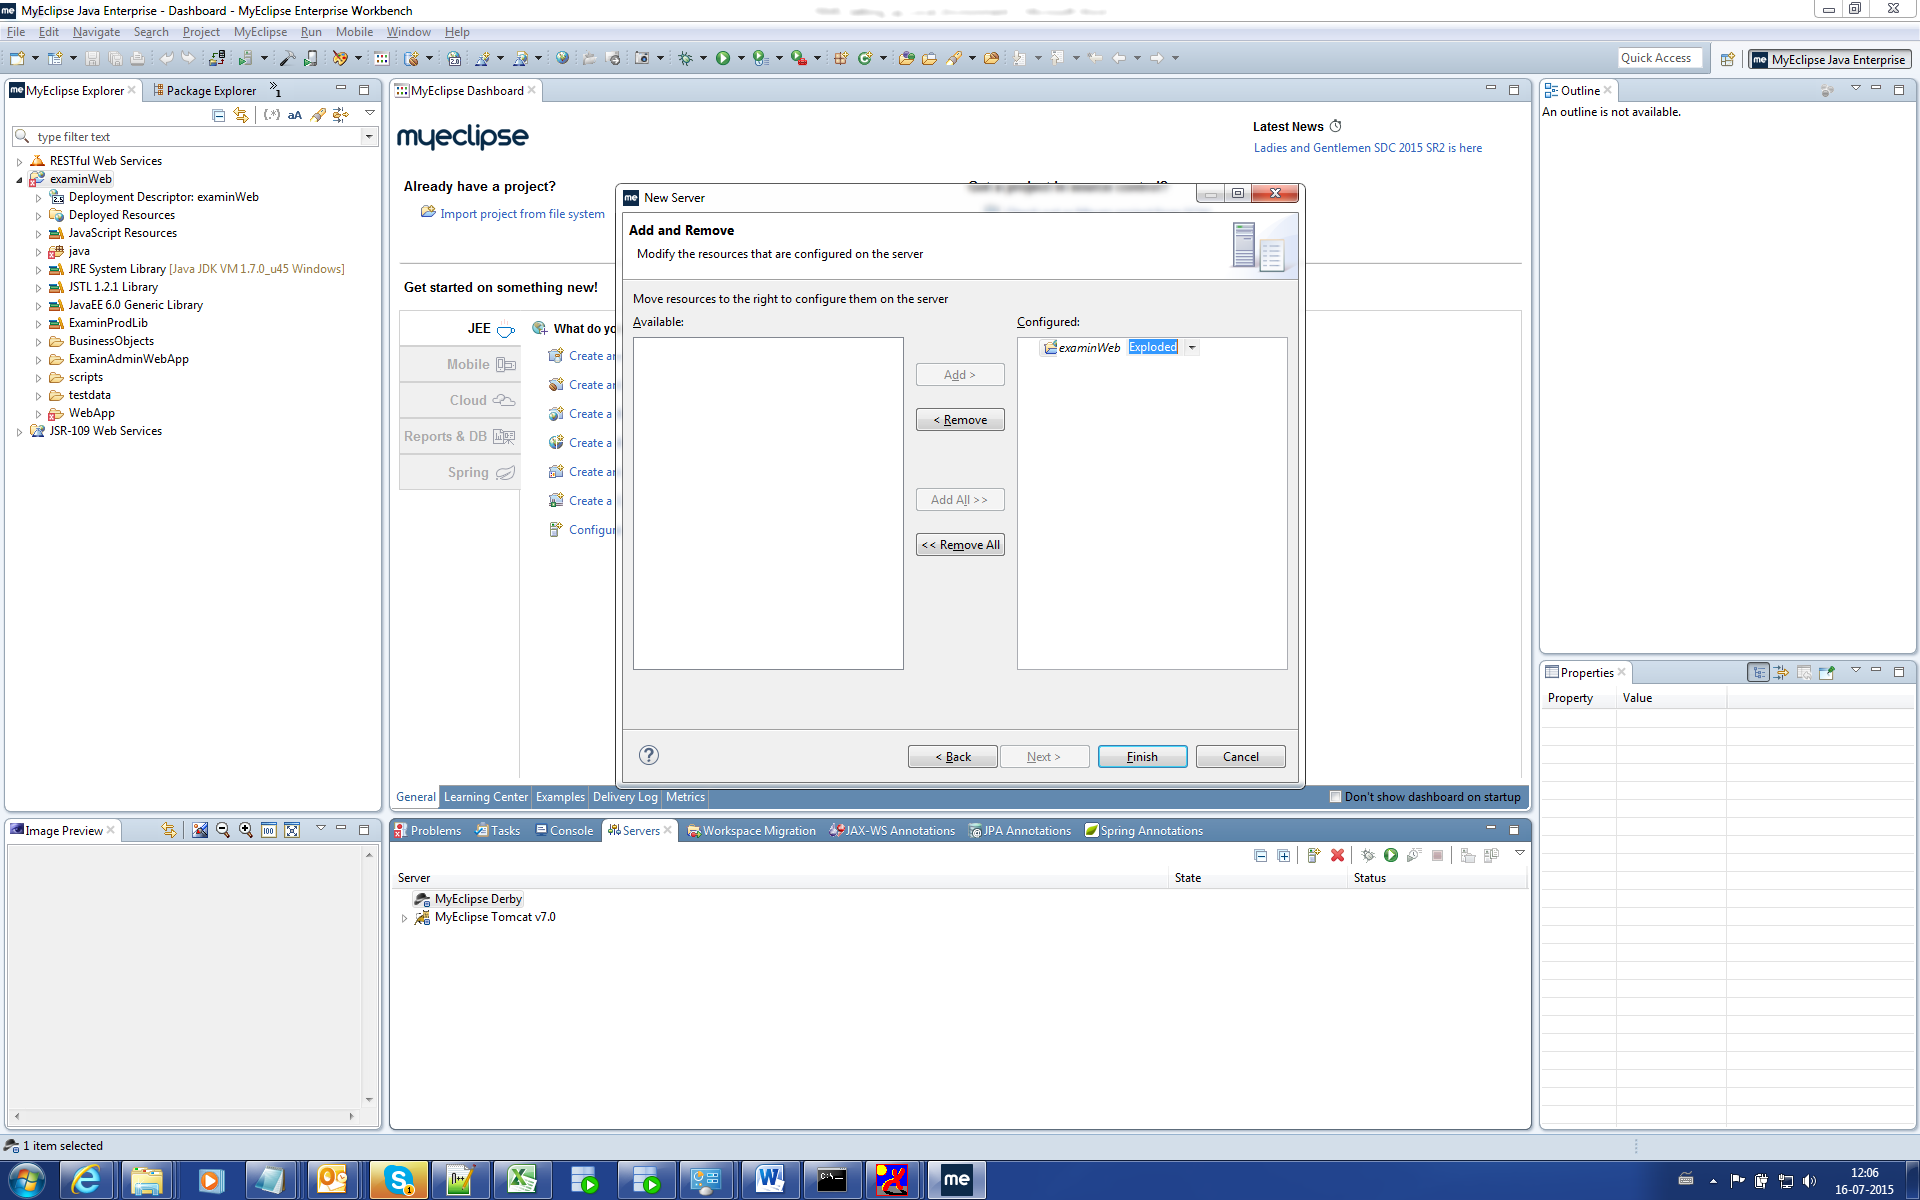 MyEclipse Java Enterprise - Dashboard - MyEclipse Enterprise Workbench
File Edit Navigate Search Project MyEclipse Run Mobile Window Help
Quick Access
MyEclipse Java Enterprise
MyEclipse Explorer
Package Explorer
type filter text
RESTful Web Services
examinWeb
Deployment Descriptor: examinWeb
Deployed Resources
JavaScript Resources
java
JRE System Library [Java JDK VM 1.7.0_u45 Windows]
JSTL 1.2.1 Library
JavaEE 6.0 Generic Library
ExaminProdLib
BusinessObjects
ExaminAdminWebApp
scripts
testdata
WebApp
JSR-109 Web Services
MyEclipse Dashboard
myeclipse
Latest News
Ladies and Gentlemen SDC 2015 SR2 is here
Already have a project?
Import project from file system
Get started on something new!
JEE
Mobile
Cloud
Reports & DB
Spring
What do yo
Create a
Create a
Create a
Create a
Create a
Create a
Configur
New Server
Add and Remove
Modify the resources that are configured on the server
Move resources to the right to configure them on the server
Available:
Configured:
examinWeb Exploded
Add >
< Remove
Add All >>
<< Remove All
< Back
Next >
Finish
Cancel
General Learning Center Examples Delivery Log Metrics
Don't show dashboard on startup
Outline
An outline is not available.
Properties
Property Value
Image Preview
Problems Tasks Console Servers Workspace Migration JAX-WS Annotations JPA Annotations Spring Annotations
Server State Status
MyEclipse Derby
MyEclipse Tomcat v7.0
1 item selected
12:06
16-07-2015